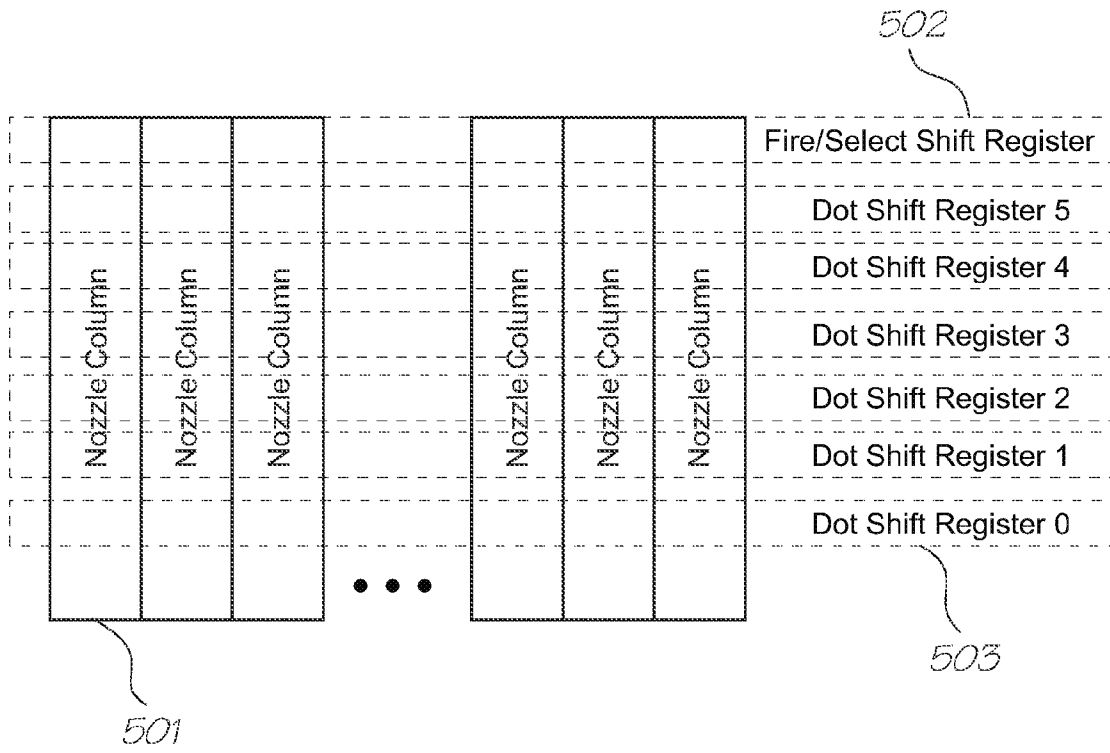 502
Fire/Select Shift Register
Dot Shift Register 5
Dot Shift Register 4
Dot Shift Register 3
Dot Shift Register 2
Dot Shift Register 1
Dot Shift Register 0
Nozzle Column
Nozzle Column
Nozzle Column
Nozzle Column
Nozzle Column
Nozzle Column
503
501